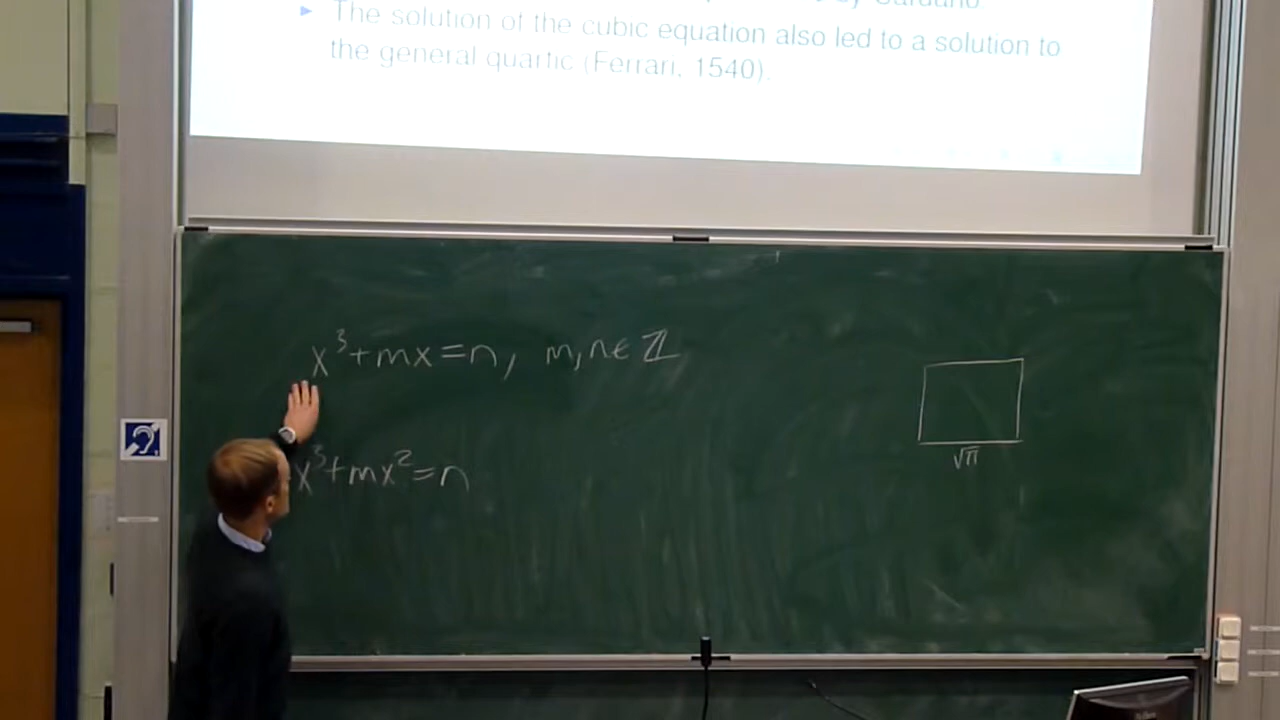 The solution of the cubic equation also led to a solution to
the general quartic (Ferrari, 1540).
x³+mx=n, m,n∈ℤ
x³+mx²=n
√π